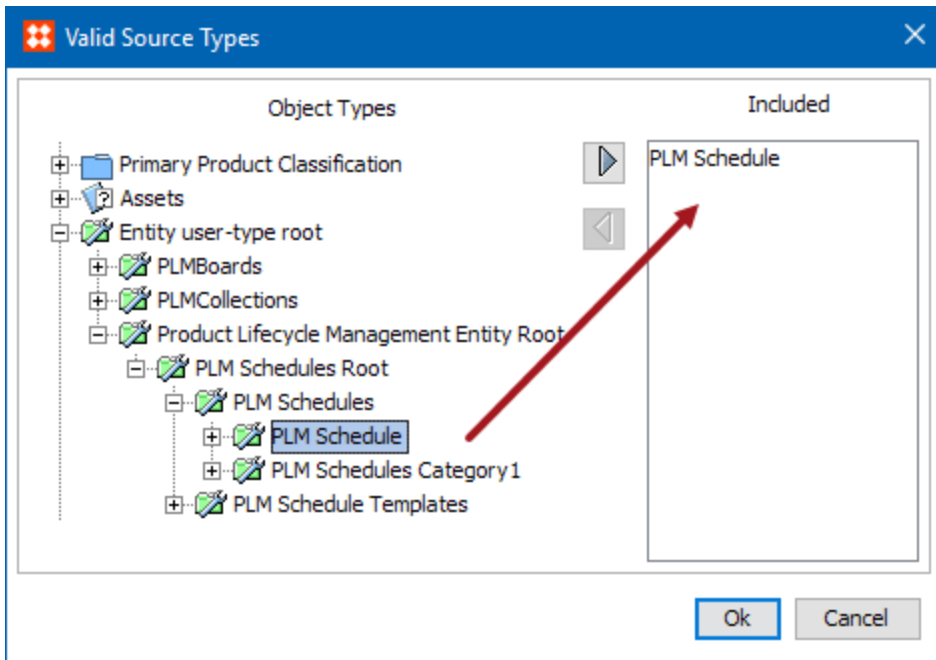 Valid Source Types
Object Types
Included
Primary Product Classification
Assets
Entity user-type root
PLMBoards
PLMCollections
Product Lifecycle Management Entity Root
PLM Schedules Root
PLM Schedules
PLM Schedule
PLM Schedules Category1
PLM Schedule Templates
PLM Schedule
Ok
Cancel